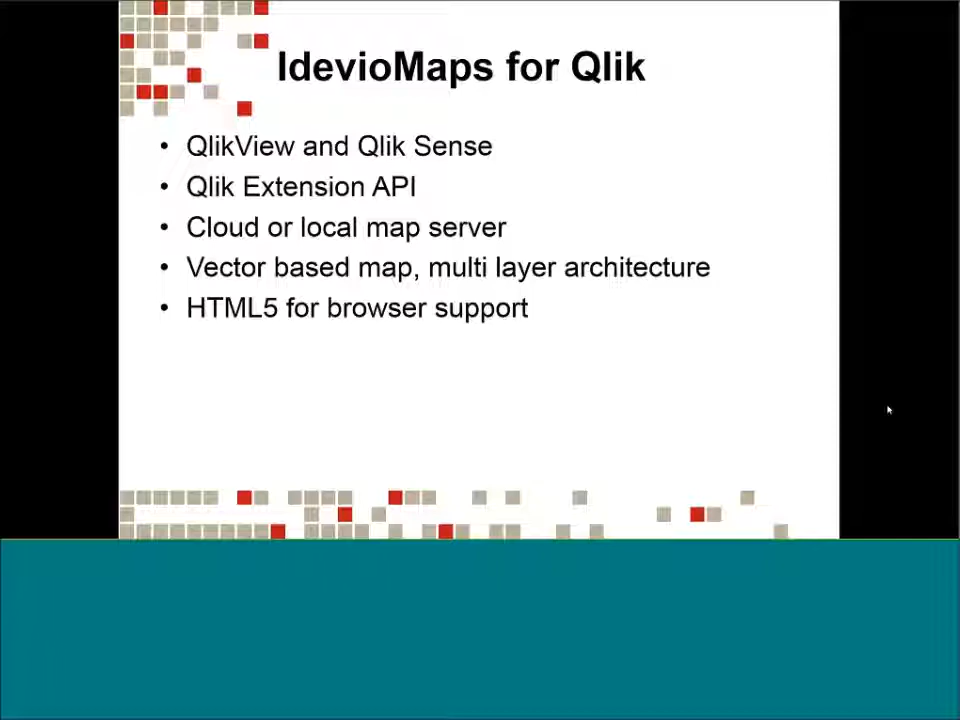 IdevioMaps for Qlik
• QlikView and Qlik Sense
• Qlik Extension API
• Cloud or local map server
• Vector based map, multi layer architecture
• HTML5 for browser support